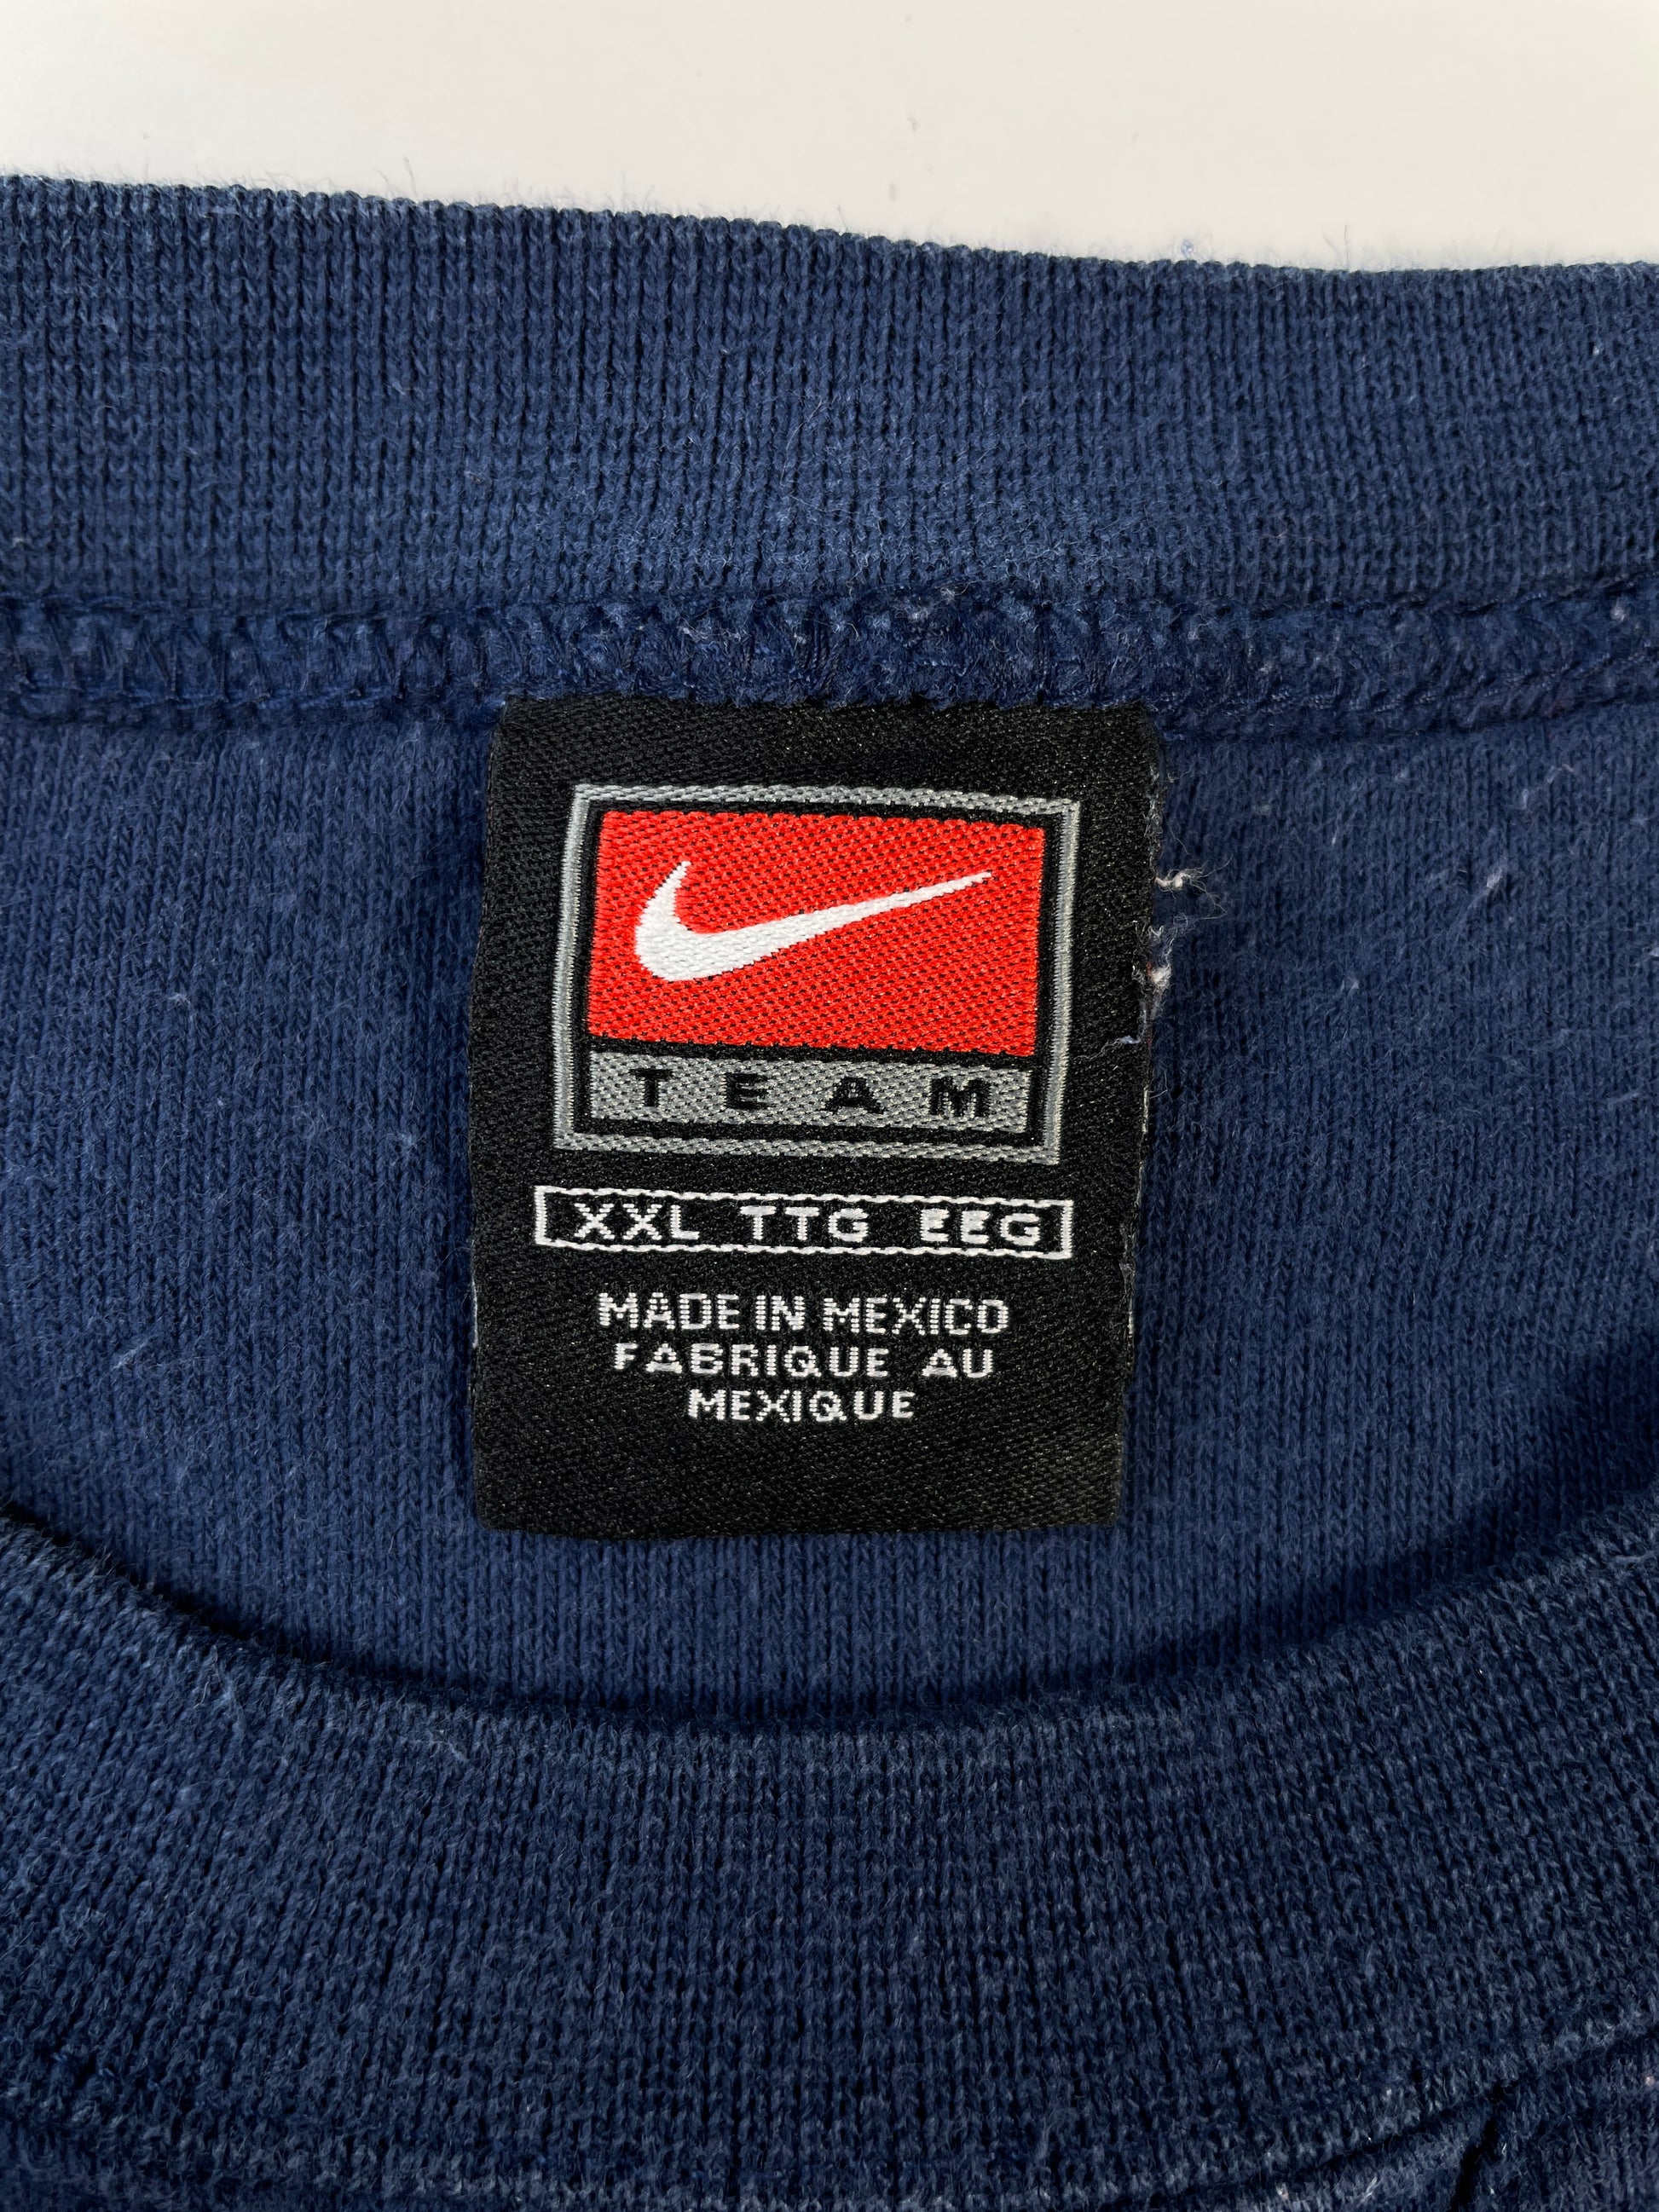 TEAM
XXL TTG EEG
MADE IN MEXICO
FABRIQUE AU
MEXIQUE